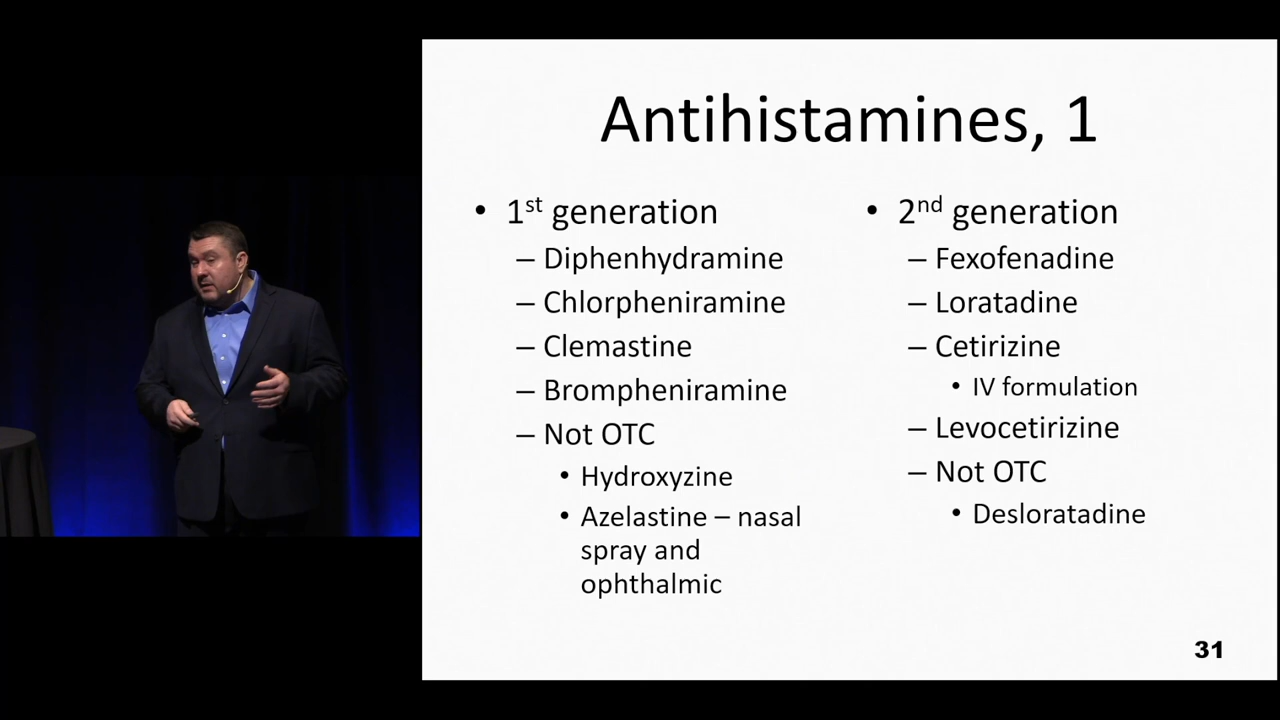 Antihistamines, 1
• 1st generation
– Diphenhydramine
– Chlorpheniramine
– Clemastine
– Brompheniramine
– Not OTC
• Hydroxyzine
• Azelastine – nasal
spray and
ophthalmic
• 2nd generation
– Fexofenadine
– Loratadine
– Cetirizine
• IV formulation
– Levocetirizine
– Not OTC
• Desloratadine
31